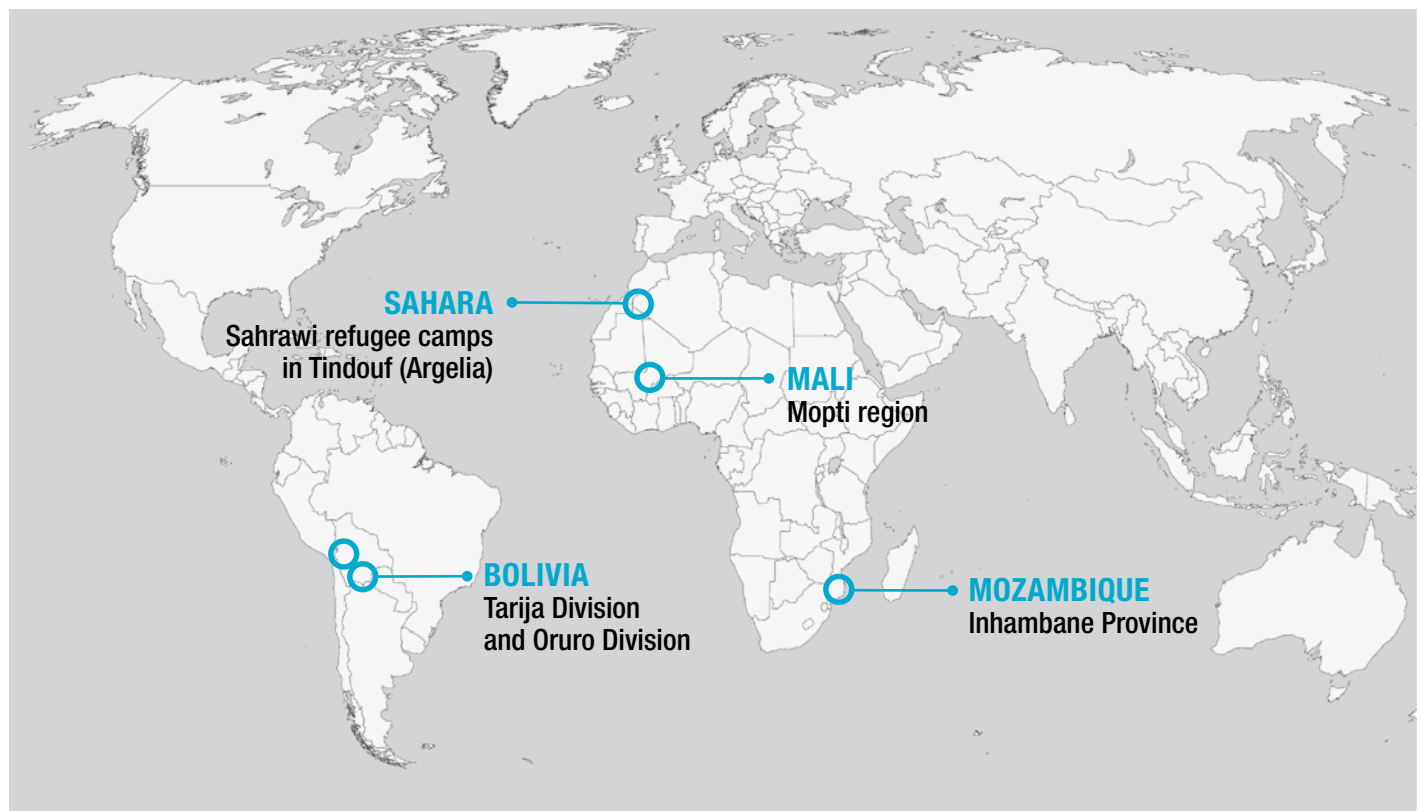 SAHARA
Sahrawi refugee camps
in Tindouf (Argelia)
MALI
Mopti region
BOLIVIA
Tarija Division
and Oruro Division
MOZAMBIQUE
Inhambane Province